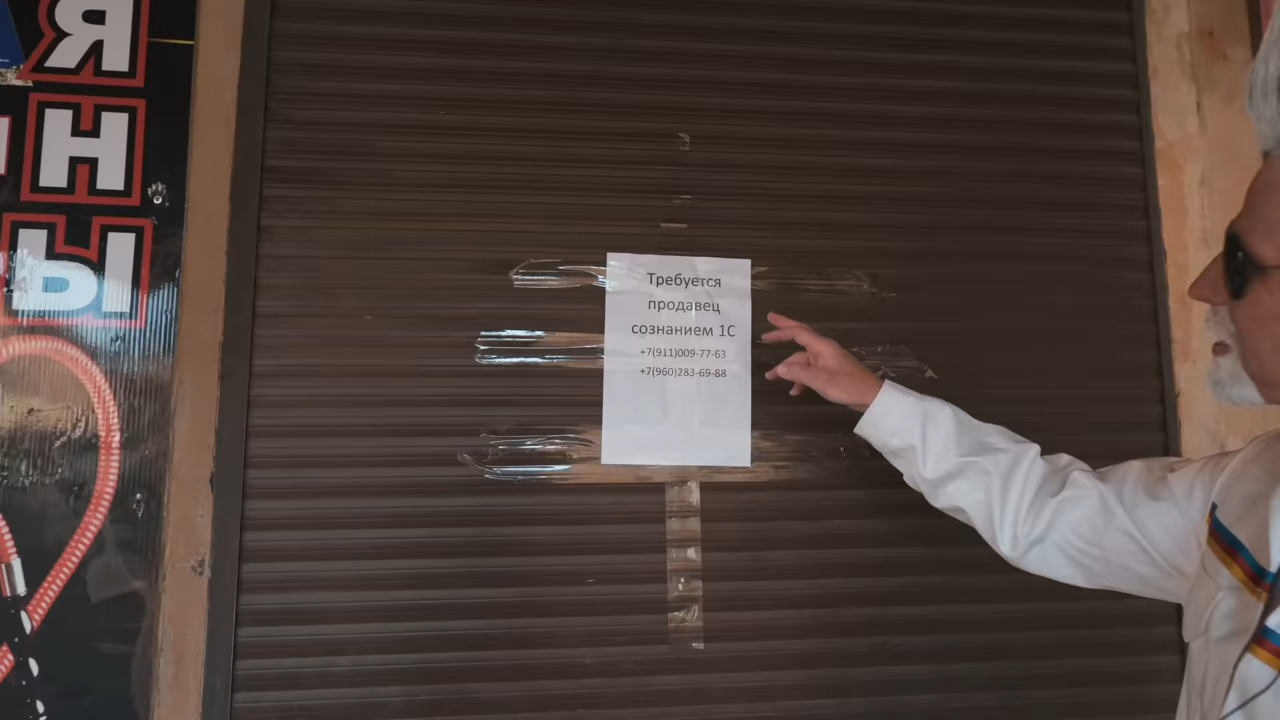 Я
Н
Ы
Требуется
продавец
сознанием 1С
+7(911)009-77-63
+7(960)283-69-88